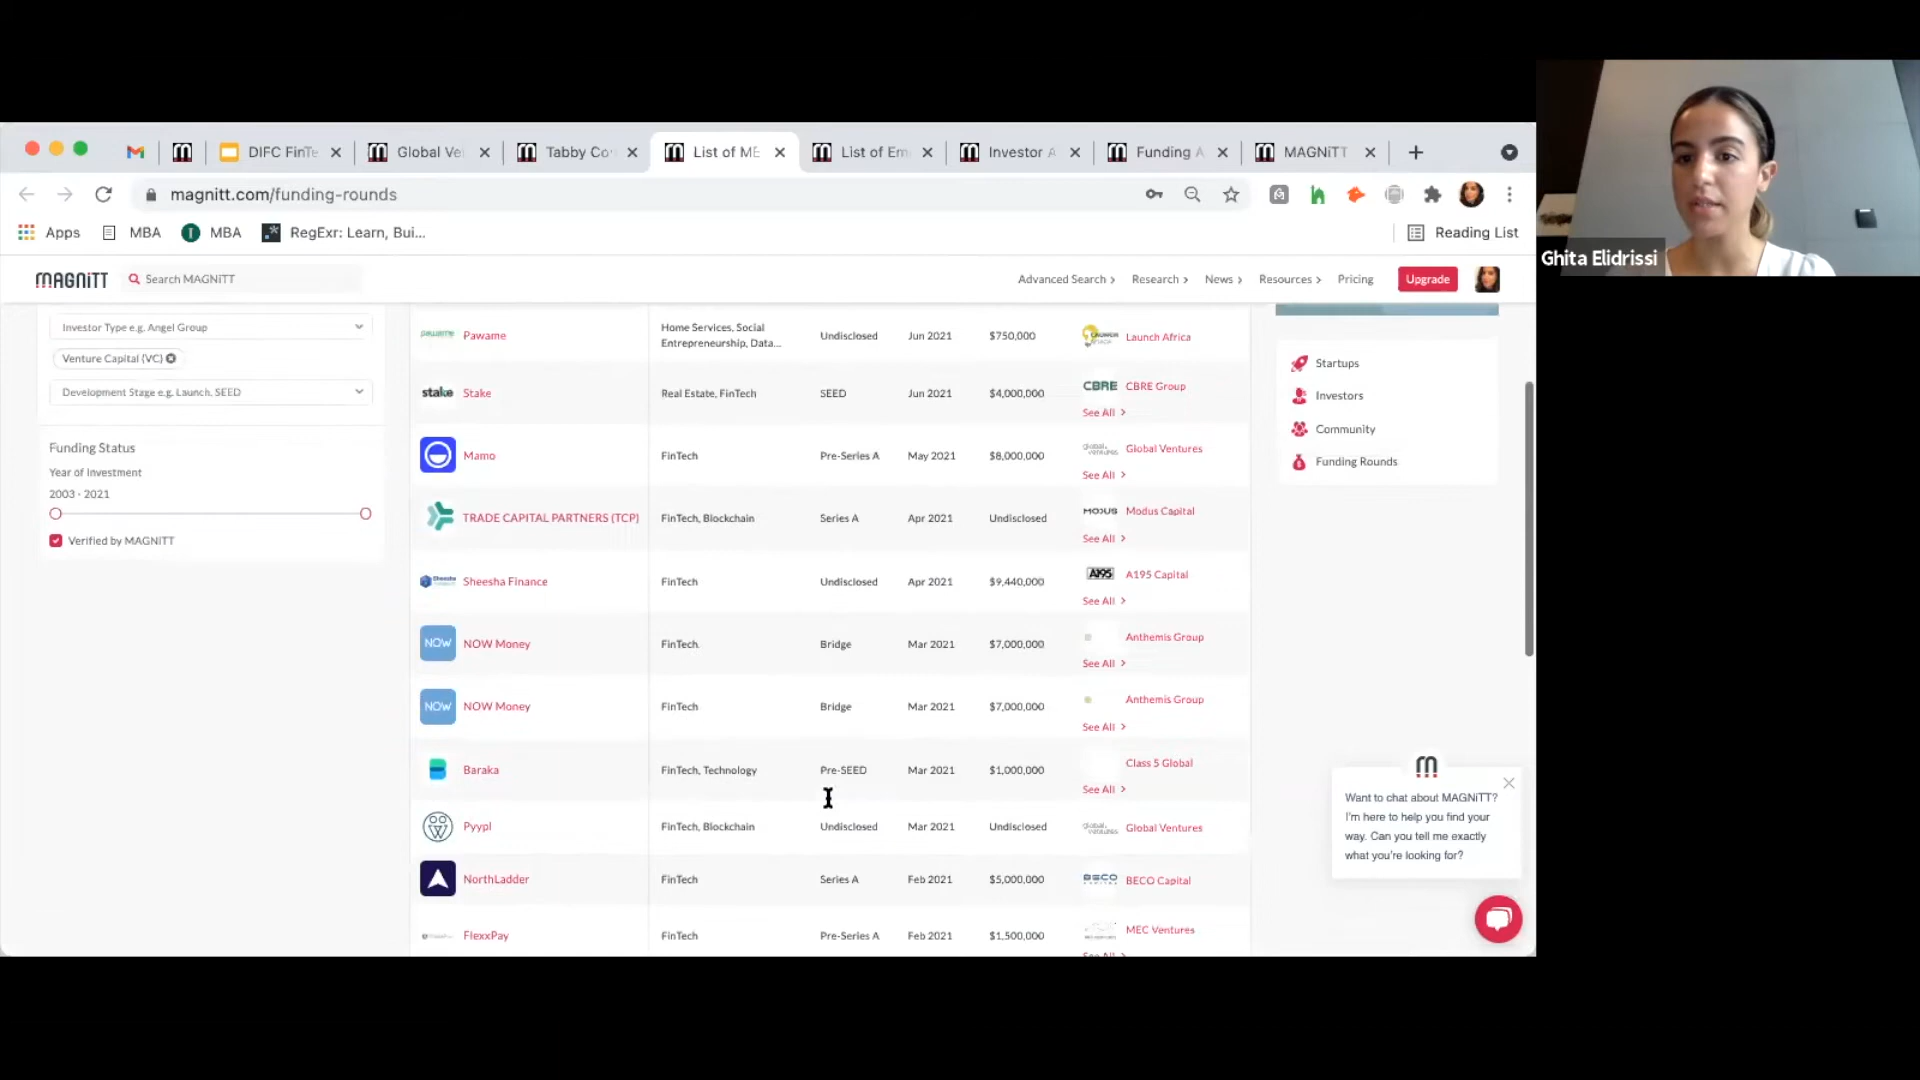 DIFC FinTe
Global Ve
Tabby Co
List of ME
List of Em
Investor A
Funding A
MAGNiTT
magnitt.com/funding-rounds
Apps
MBA
MBA
RegExr: Learn, Bui...
Reading List
Ghita Elidrissi
MAGNiTT
Search MAGNiTT
Advanced Search
Research
News
Resources
Pricing
Upgrade
Investor Type e.g. Angel Group
Venture Capital (VC)
Development Stage e.g. Launch, SEED
Funding Status
Year of Investment
2003 - 2021
Verified by MAGNiTT
Pawame Home Services, Social Undisclosed Jun 2021 $750,000 Launch Africa
Entrepreneurship, Data...
stake Stake Real Estate, FinTech SEED Jun 2021 $4,000,000 CBRE CBRE Group
See All
Mamo FinTech Pre-Series A May 2021 $8,000,000 global ventures Global Ventures
See All
TRADE CAPITAL PARTNERS (TCP) FinTech, Blockchain Series A Apr 2021 Undisclosed MODUS Modus Capital
See All
Sheesha Finance FinTech Undisclosed Apr 2021 $9,440,000 A195 A195 Capital
See All
NOW NOW Money FinTech Bridge Mar 2021 $7,000,000 Anthemis Group
See All
NOW NOW Money FinTech Bridge Mar 2021 $7,000,000 Anthemis Group
See All
Baraka FinTech, Technology Pre-SEED Mar 2021 $1,000,000 Class 5 Global
See All
Pyypl FinTech, Blockchain Undisclosed Mar 2021 Undisclosed global ventures Global Ventures
NorthLadder FinTech Series A Feb 2021 $5,000,000 BECO CAPITAL BECO Capital
FlexxPay FinTech Pre-Series A Feb 2021 $1,500,000 MEC Ventures
See All
Startups
Investors
Community
Funding Rounds
Want to chat about MAGNiTT?
I'm here to help you find your
way. Can you tell me exactly
what you're looking for?